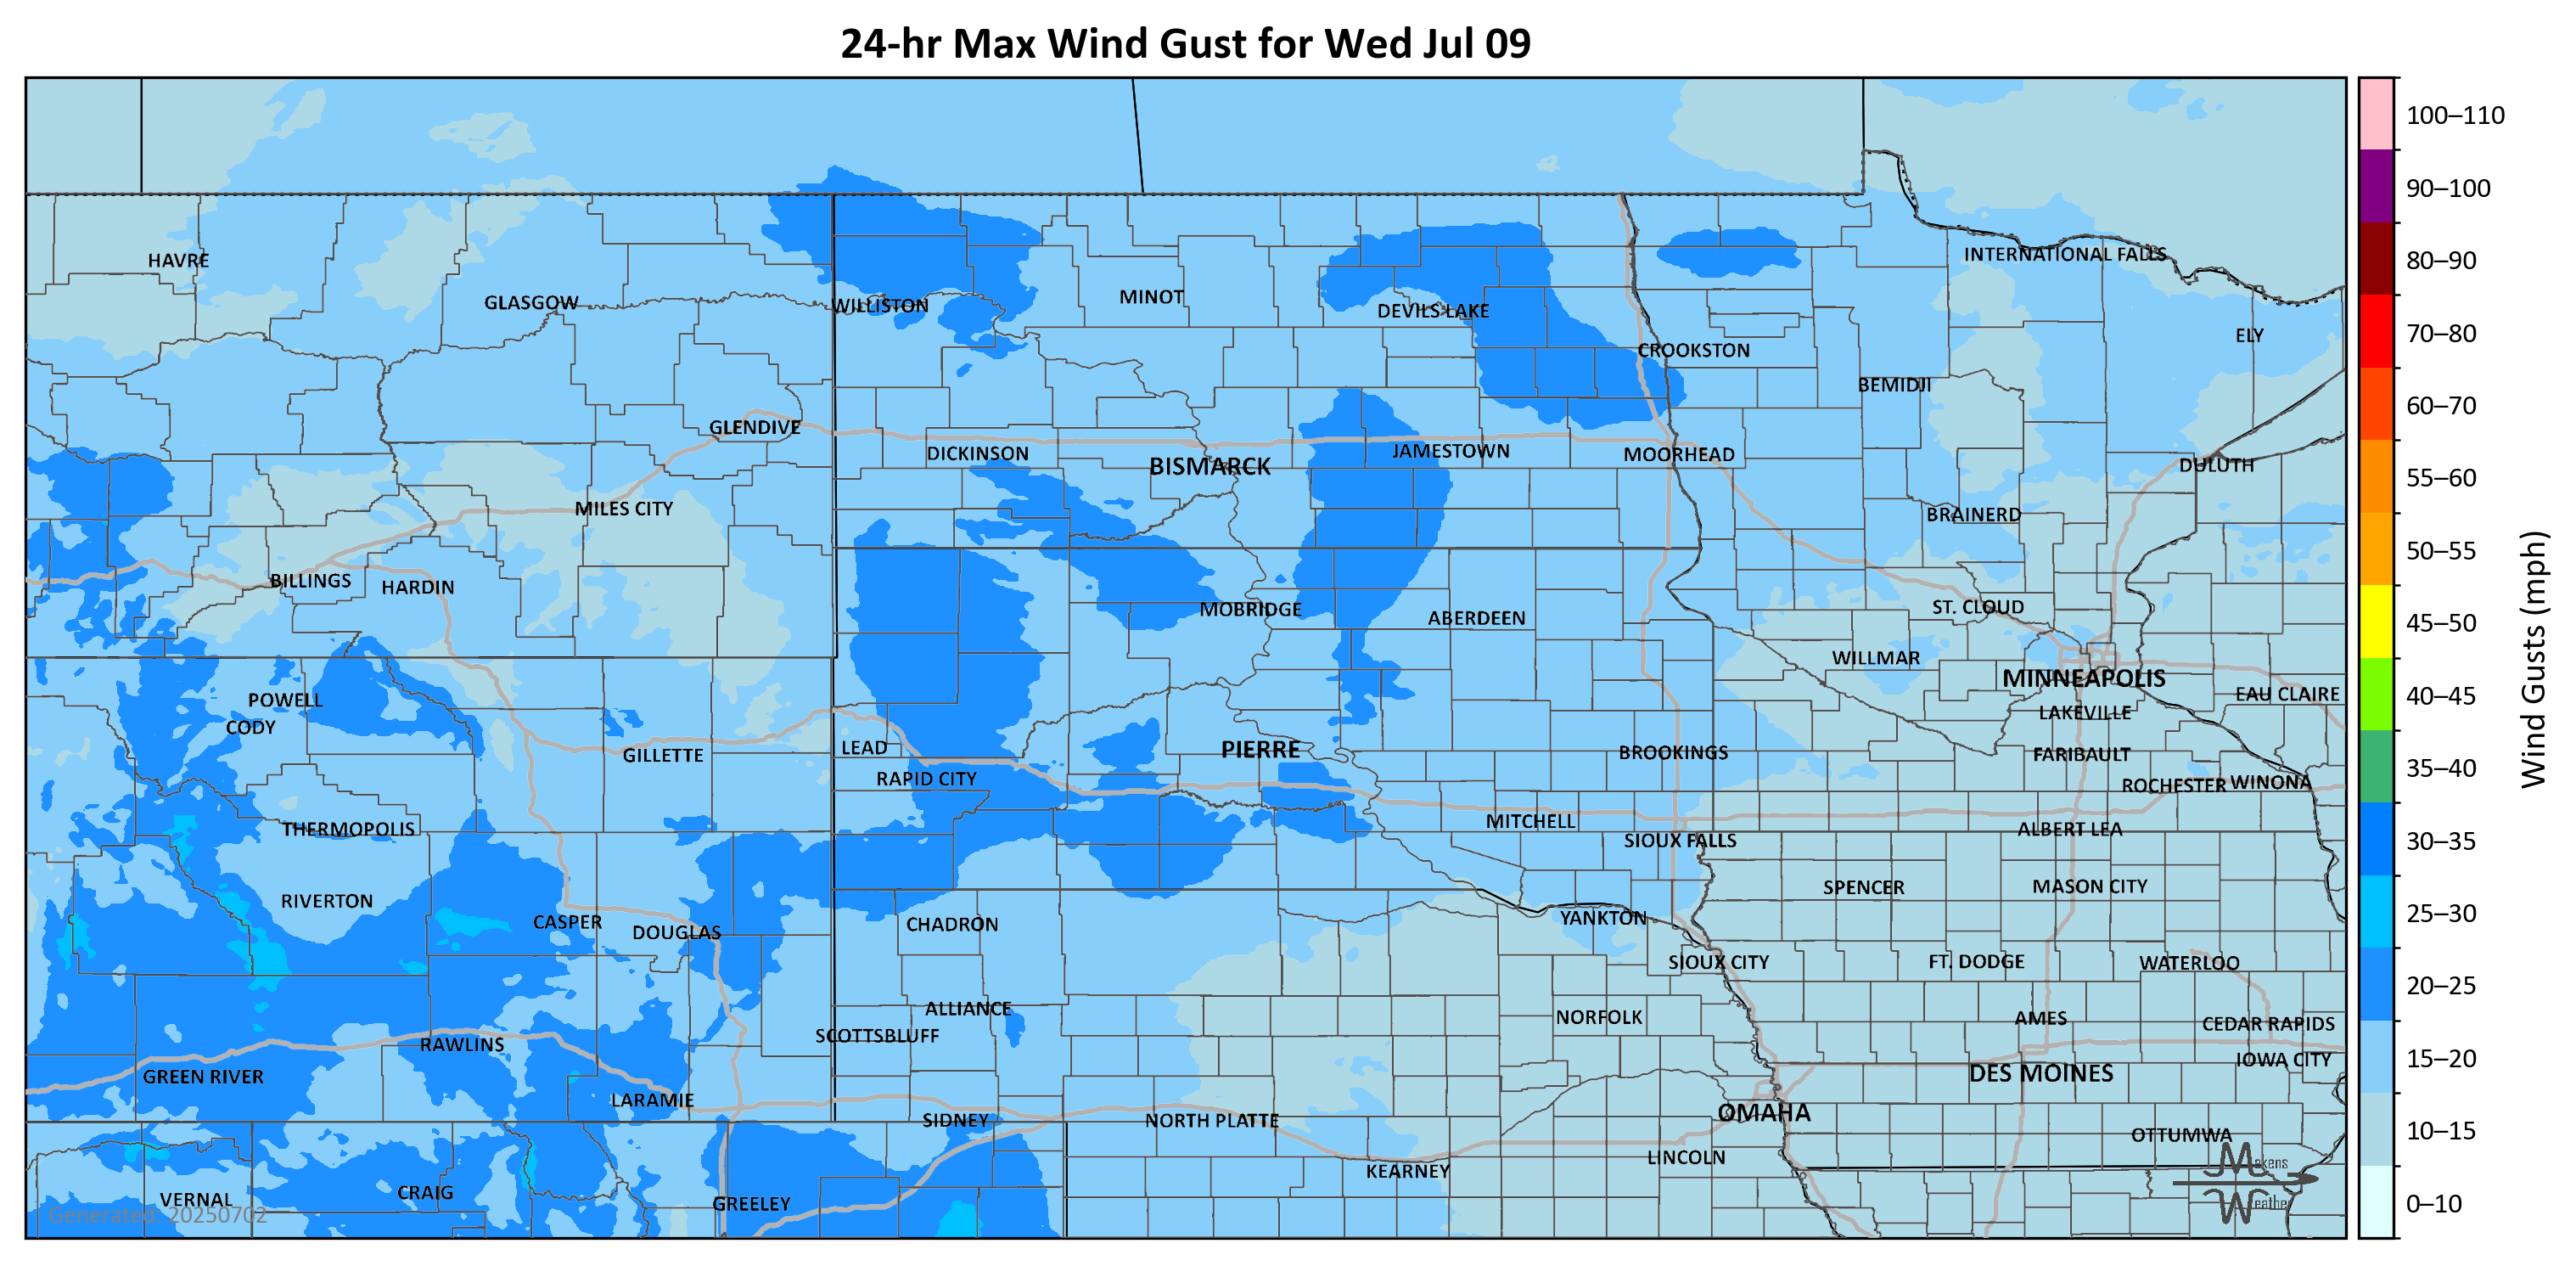 24-hr Max Wind Gust for Wed Jul 09
100–110
90–100
80–90
70–80
60–70
55–60
50–55
45–50
40–45
35–40
30–35
25–30
20–25
15–20
10–15
0–10
Wind Gusts (mph)
HAVRE
INTERNATIONAL FALLS
GLASGOW
WILLISTON
MINOT
DEVILS LAKE
ELY
CROOKSTON
BEMIDJI
GLENDIVE
DICKINSON
BISMARCK
JAMESTOWN
MOORHEAD
DULUTH
MILES CITY
BRAINERD
BILLINGS
HARDIN
MOBRIDGE
ABERDEEN
ST. CLOUD
WILLMAR
MINNEAPOLIS
EAU CLAIRE
POWELL
CODY
LAKEVILLE
GILLETTE
LEAD
PIERRE
BROOKINGS
FARIBAULT
RAPID CITY
ROCHESTER
WINONA
THERMOPOLIS
MITCHELL
ALBERT LEA
SIOUX FALLS
RIVERTON
SPENCER
MASON CITY
CASPER
DOUGLAS
CHADRON
YANKTON
SIOUX CITY
FT. DODGE
WATERLOO
ALLIANCE
NORFOLK
AMES
CEDAR RAPIDS
SCOTTSBLUFF
RAWLINS
IOWA CITY
GREEN RIVER
DES MOINES
LARAMIE
SIDNEY
NORTH PLATTE
OMAHA
OTTUMWA
KEARNEY
LINCOLN
VERNAL
CRAIG
GREELEY
Generated: 20250702
Makens
Weather